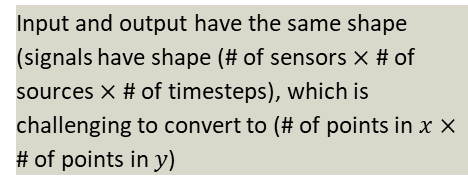 Input and output have the same shape
(signals have shape (# of sensors × # of
sources × # of timesteps), which is
challenging to convert to (# of points in 𝑥 ×
# of points in 𝑦)